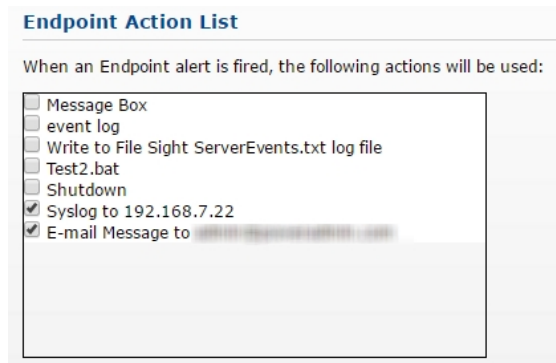 Endpoint Action List
When an Endpoint alert is fired, the following actions will be used:
Message Box
event log
Write to File Sight ServerEvents.txt log file
Test2.bat
Shutdown
Syslog to 192.168.7.22
E-mail Message to